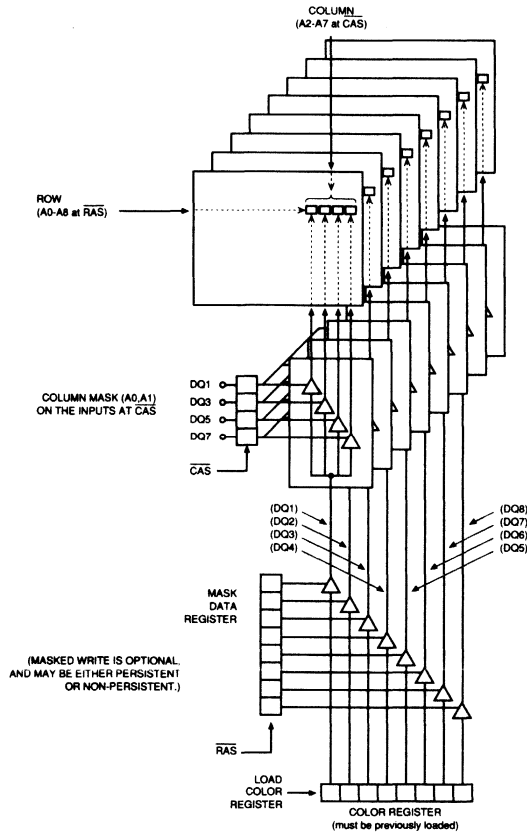 COLUMN
(A2-A7 at CAS)
ROW
(A0-A8 at RAS)
COLUMN MASK (A0,A1)
ON THE INPUTS AT CAS
DQ1
DQ3
DQ5
DQ7
CAS
(DQ1)
(DQ2)
(DQ3)
(DQ4)
(DQ8)
(DQ7)
(DQ6)
(DQ5)
MASK
DATA
REGISTER
(MASKED WRITE IS OPTIONAL,
AND MAY BE EITHER PERSISTENT
OR NON-PERSISTENT.)
RAS
LOAD
COLOR
REGISTER
COLOR REGISTER
(must be previously loaded)